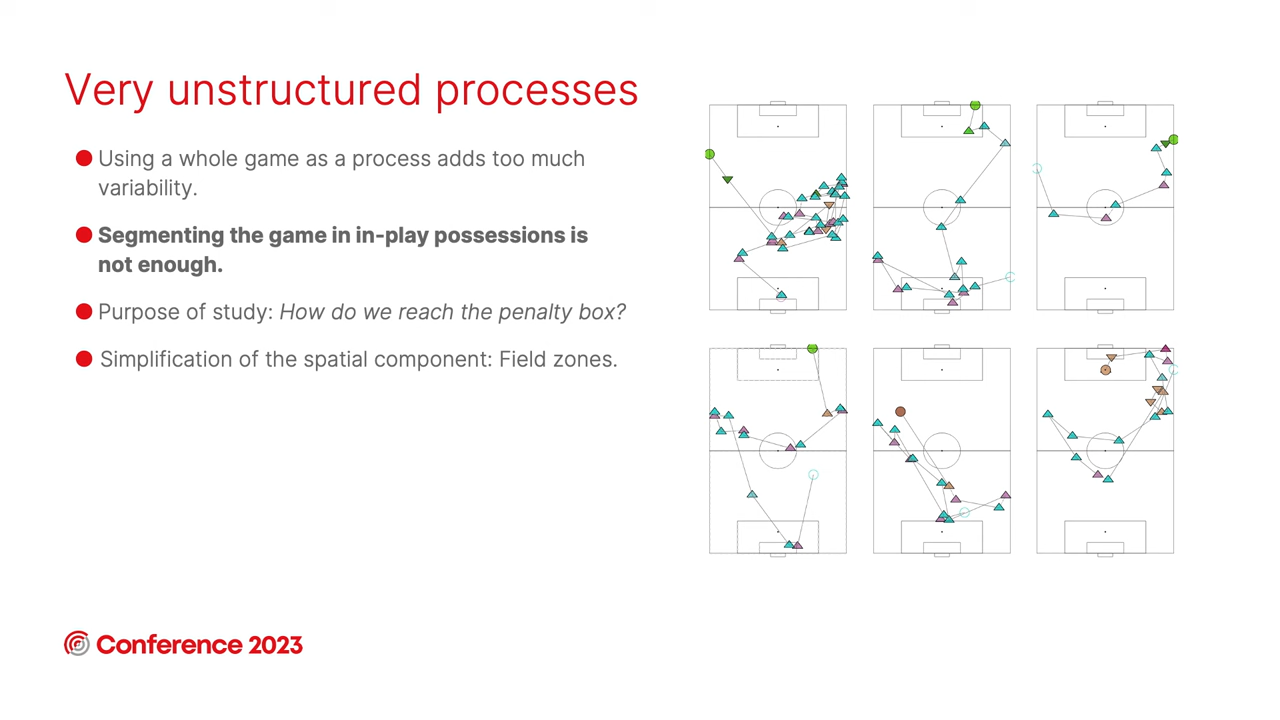 Very unstructured processes
Using a whole game as a process adds too much
variability.
Segmenting the game in in-play possessions is
not enough.
Purpose of study: How do we reach the penalty box?
Simplification of the spatial component: Field zones.
Conference 2023